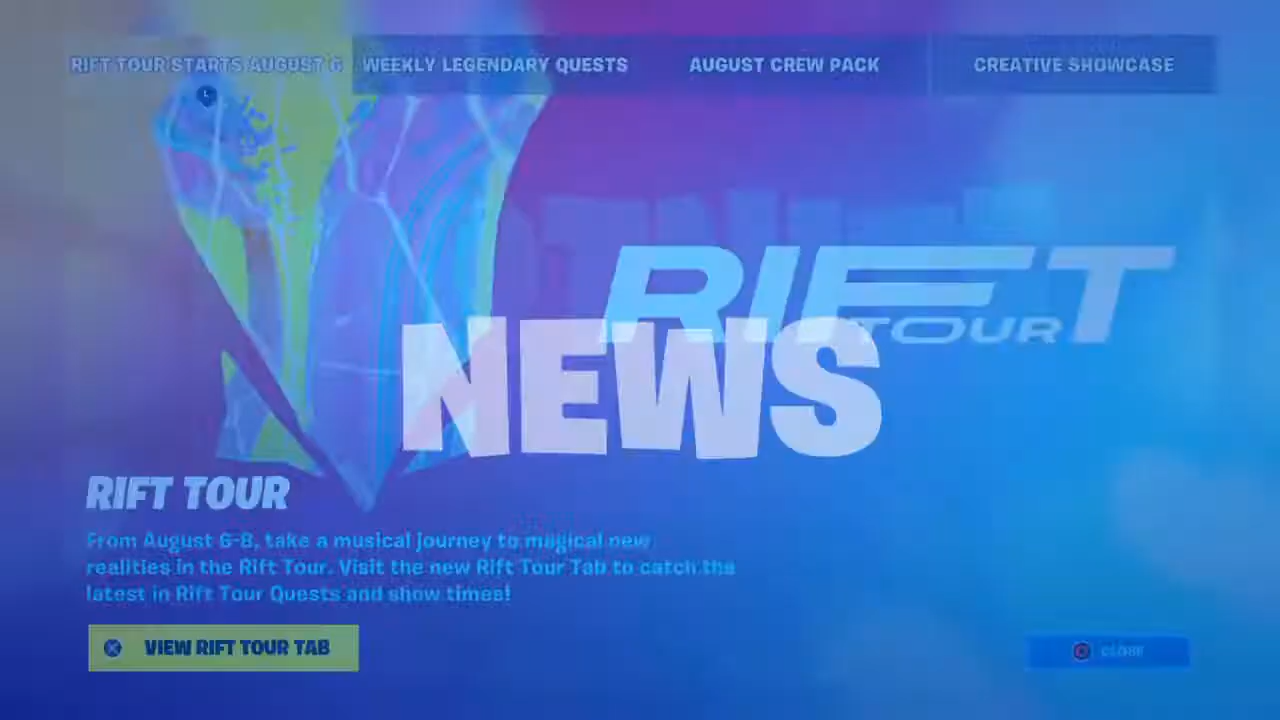 RIFT TOUR STARTS AUGUST 6
WEEKLY LEGENDARY QUESTS
AUGUST CREW PACK
CREATIVE SHOWCASE
RIFT
TOUR
NEWS
RIFT TOUR
From August 6-8, take a musical journey to magical new
realities in the Rift Tour. Visit the new Rift Tour Tab to catch the
latest in Rift Tour Quests and show times!
VIEW RIFT TOUR TAB
CLOSE